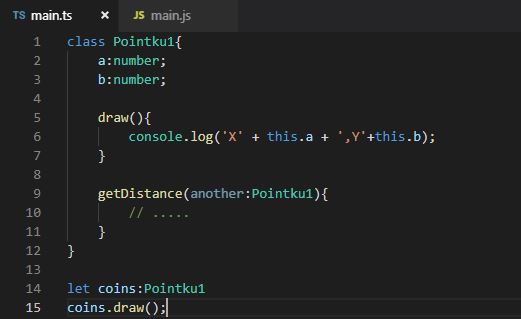 TS main.ts × JS main.js
1 class Pointku1{
2 a:number;
3 b:number;
4
5 draw(){
6 console.log('X' + this.a + ',Y'+this.b);
7 }
8
9 getDistance(another:Pointku1){
10 // .....
11 }
12 }
13
14 let coins:Pointku1
15 coins.draw();